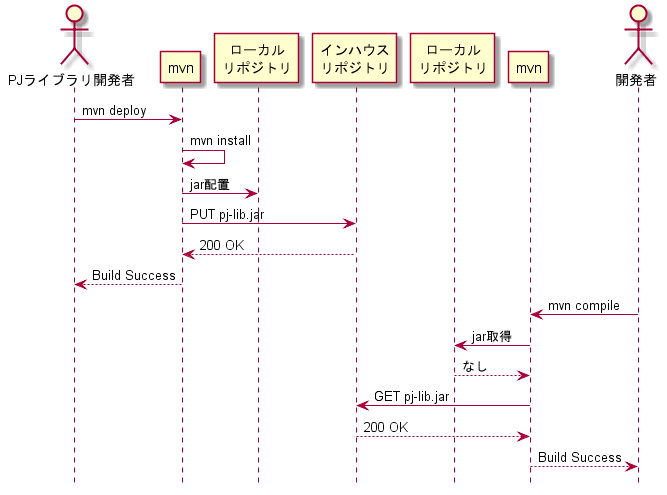 PJライブラリ開発者
mvn
ローカル
リポジトリ
インハウス
リポジトリ
ローカル
リポジトリ
mvn
開発者
mvn deploy
mvn install
jar配置
PUT pj-lib.jar
200 OK
Build Success
mvn compile
jar取得
なし
GET pj-lib.jar
200 OK
Build Success